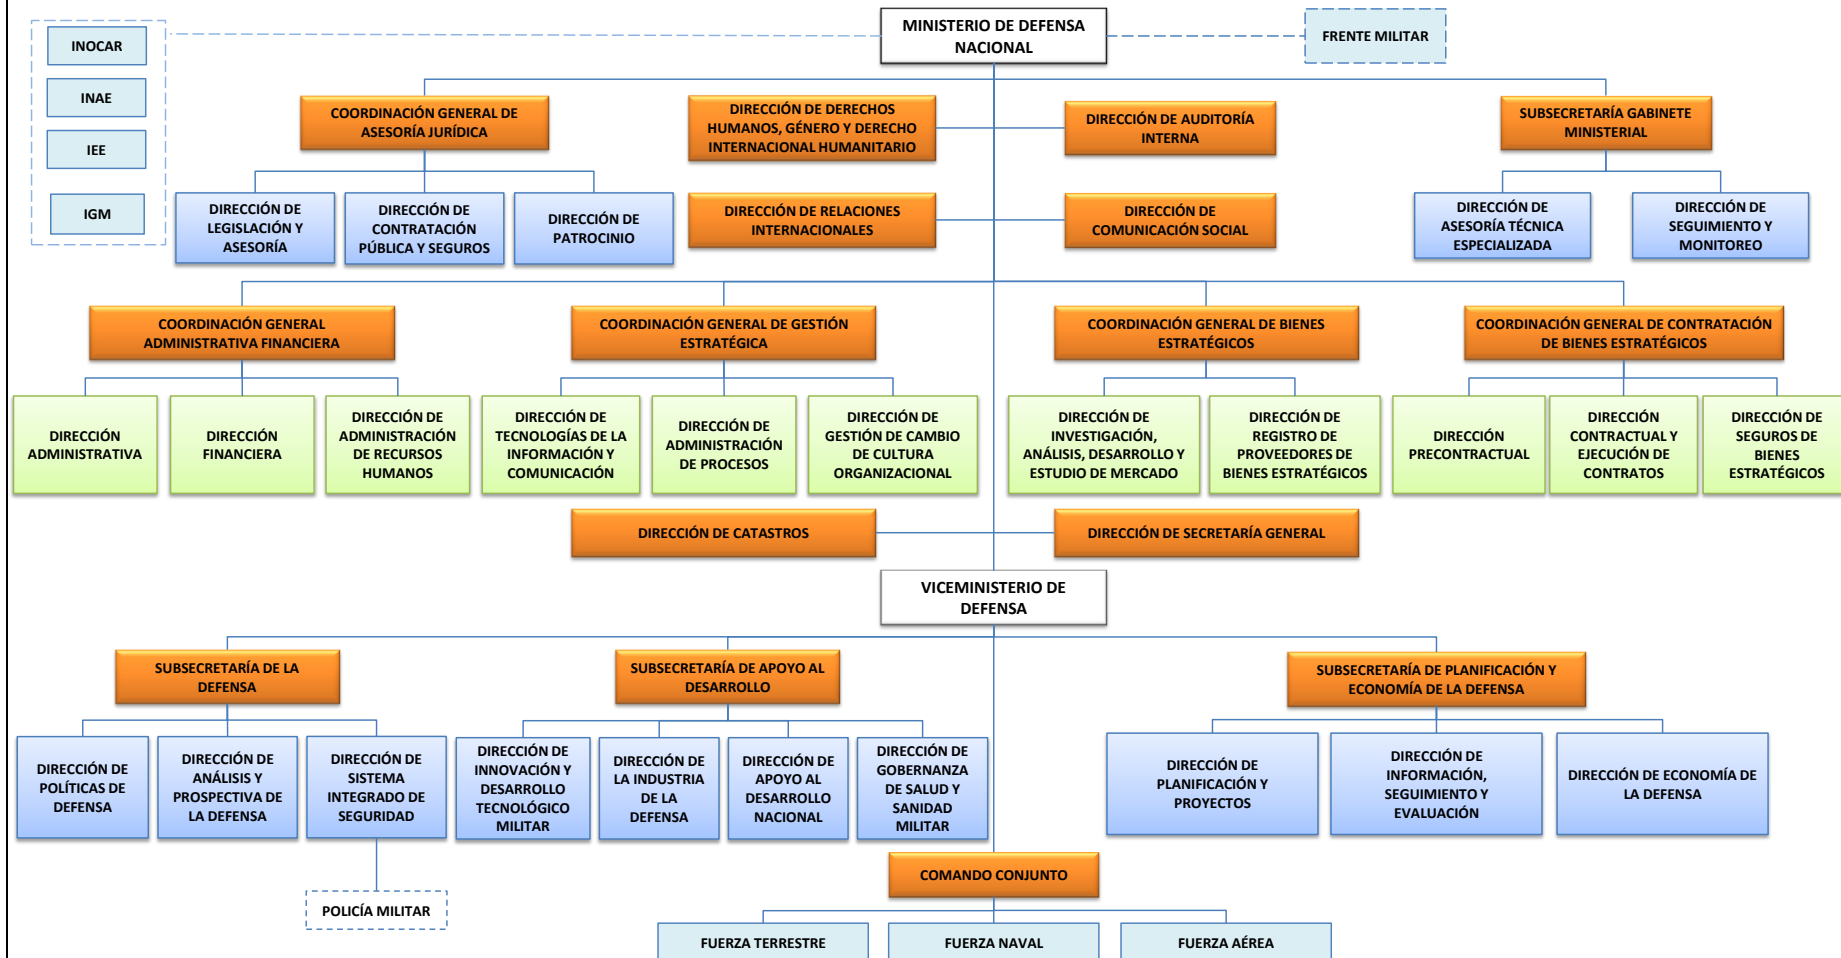 MINISTERIO DE DEFENSA
NACIONAL
FRENTE MILITAR
INOCAR
INAE
IEE
IGM
COORDINACIÓN GENERAL DE
ASESORÍA JURÍDICA
DIRECCIÓN DE DERECHOS
HUMANOS, GÉNERO Y DERECHO
INTERNACIONAL HUMANITARIO
DIRECCIÓN DE AUDITORÍA
INTERNA
SUBSECRETARÍA GABINETE
MINISTERIAL
DIRECCIÓN DE
LEGISLACIÓN Y
ASESORÍA
DIRECCIÓN DE
CONTRATACIÓN
PÚBLICA Y SEGUROS
DIRECCIÓN DE
PATROCINIO
DIRECCIÓN DE RELACIONES
INTERNACIONALES
DIRECCIÓN DE
COMUNICACIÓN SOCIAL
DIRECCIÓN DE
ASESORÍA TÉCNICA
ESPECIALIZADA
DIRECCIÓN DE
SEGUIMIENTO Y
MONITOREO
COORDINACIÓN GENERAL
ADMINISTRATIVA FINANCIERA
COORDINACIÓN GENERAL DE GESTIÓN
ESTRATÉGICA
COORDINACIÓN GENERAL DE BIENES
ESTRATÉGICOS
COORDINACIÓN GENERAL DE CONTRATACIÓN
DE BIENES ESTRATÉGICOS
DIRECCIÓN
ADMINISTRATIVA
DIRECCIÓN
FINANCIERA
DIRECCIÓN DE
ADMINISTRACIÓN
DE RECURSOS
HUMANOS
DIRECCIÓN DE
TECNOLOGÍAS DE LA
INFORMACIÓN Y
COMUNICACIÓN
DIRECCIÓN DE
ADMINISTRACIÓN
DE PROCESOS
DIRECCIÓN DE
GESTIÓN DE CAMBIO
DE CULTURA
ORGANIZACIONAL
DIRECCIÓN DE
INVESTIGACIÓN,
ANÁLISIS, DESARROLLO Y
ESTUDIO DE MERCADO
DIRECCIÓN DE
REGISTRO DE
PROVEEDORES DE
BIENES ESTRATÉGICOS
DIRECCIÓN
PRECONTRACTUAL
DIRECCIÓN
CONTRACTUAL Y
EJECUCIÓN DE
CONTRATOS
DIRECCIÓN DE
SEGUROS DE
BIENES
ESTRATÉGICOS
DIRECCIÓN DE CATASTROS
DIRECCIÓN DE SECRETARÍA GENERAL
VICEMINISTERIO DE
DEFENSA
SUBSECRETARÍA DE LA
DEFENSA
SUBSECRETARÍA DE APOYO AL
DESARROLLO
SUBSECRETARÍA DE PLANIFICACIÓN Y
ECONOMÍA DE LA DEFENSA
DIRECCIÓN DE
POLÍTICAS DE
DEFENSA
DIRECCIÓN DE
ANÁLISIS Y
PROSPECTIVA DE
LA DEFENSA
DIRECCIÓN DE
SISTEMA
INTEGRADO DE
SEGURIDAD
DIRECCIÓN DE
INNOVACIÓN Y
DESARROLLO
TECNOLÓGICO
MILITAR
DIRECCIÓN DE
LA INDUSTRIA
DE LA
DEFENSA
DIRECCIÓN DE
APOYO AL
DESARROLLO
NACIONAL
DIRECCIÓN DE
GOBERNANZA
DE SALUD Y
SANIDAD
MILITAR
DIRECCIÓN DE
PLANIFICACIÓN Y
PROYECTOS
DIRECCIÓN DE
INFORMACIÓN,
SEGUIMIENTO Y
EVALUACIÓN
DIRECCIÓN DE ECONOMÍA DE
LA DEFENSA
COMANDO CONJUNTO
POLICÍA MILITAR
FUERZA TERRESTRE
FUERZA NAVAL
FUERZA AÉREA